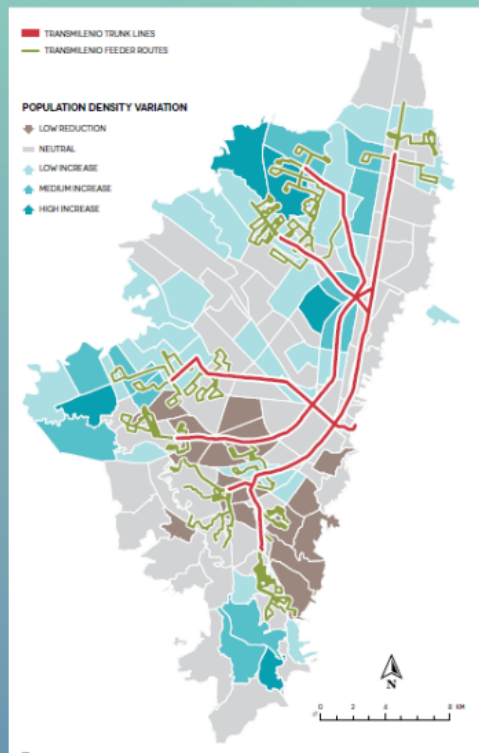 TRANSMILENIO TRUNK LINES
TRANSMILENIO FEEDER ROUTES
POPULATION DENSITY VARIATION
LOW REDUCTION
NEUTRAL
LOW INCREASE
MEDIUM INCREASE
HIGH INCREASE
N
0 2 4 8 KM